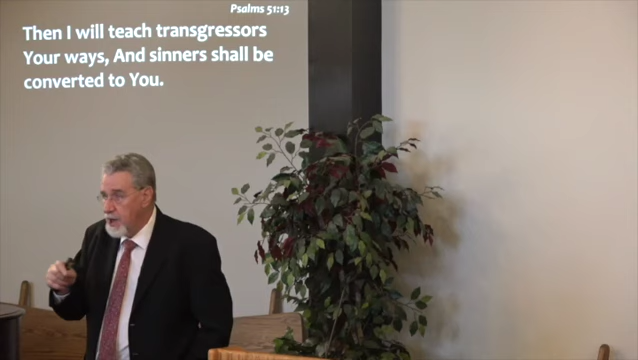 Psalms 51:13
Then I will teach transgressors
Your ways, And sinners shall be
converted to You.